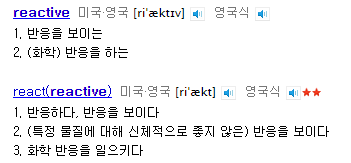 reactive 미국·영국 [ri'æktɪv] 영국식
1. 반응을 보이는
2. (화학) 반응을 하는
react(reactive) 미국·영국 [ri'ækt] 영국식 ★★
1. 반응하다, 반응을 보이다
2. (특정 물질에 대해 신체적으로 좋지 않은) 반응을 보이다
3. 화학 반응을 일으키다